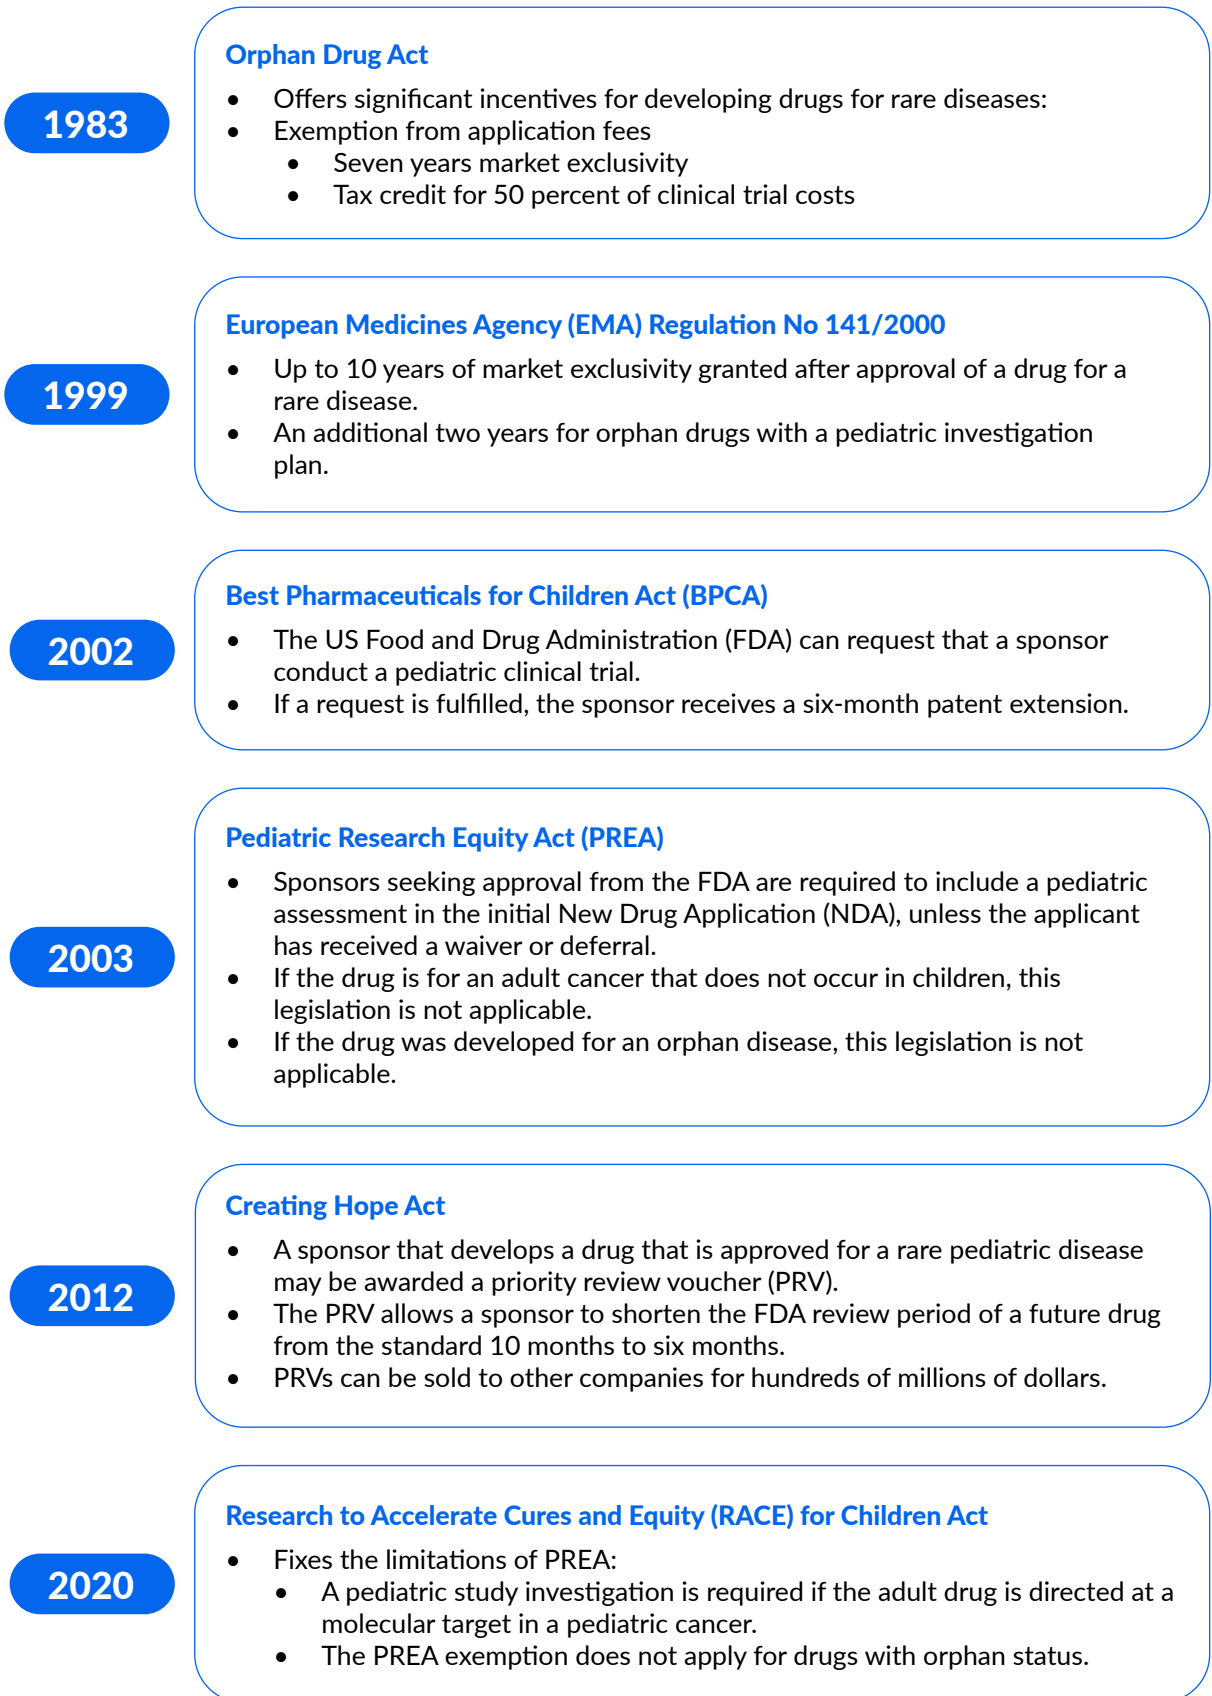 1983
Orphan Drug Act
• Offers significant incentives for developing drugs for rare diseases:
• Exemption from application fees
• Seven years market exclusivity
• Tax credit for 50 percent of clinical trial costs
1999
European Medicines Agency (EMA) Regulation No 141/2000
• Up to 10 years of market exclusivity granted after approval of a drug for a
rare disease.
• An additional two years for orphan drugs with a pediatric investigation
plan.
2002
Best Pharmaceuticals for Children Act (BPCA)
• The US Food and Drug Administration (FDA) can request that a sponsor
conduct a pediatric clinical trial.
• If a request is fulfilled, the sponsor receives a six-month patent extension.
2003
Pediatric Research Equity Act (PREA)
• Sponsors seeking approval from the FDA are required to include a pediatric
assessment in the initial New Drug Application (NDA), unless the applicant
has received a waiver or deferral.
• If the drug is for an adult cancer that does not occur in children, this
legislation is not applicable.
• If the drug was developed for an orphan disease, this legislation is not
applicable.
2012
Creating Hope Act
• A sponsor that develops a drug that is approved for a rare pediatric disease
may be awarded a priority review voucher (PRV).
• The PRV allows a sponsor to shorten the FDA review period of a future drug
from the standard 10 months to six months.
• PRVs can be sold to other companies for hundreds of millions of dollars.
2020
Research to Accelerate Cures and Equity (RACE) for Children Act
• Fixes the limitations of PREA:
• A pediatric study investigation is required if the adult drug is directed at a
molecular target in a pediatric cancer.
• The PREA exemption does not apply for drugs with orphan status.